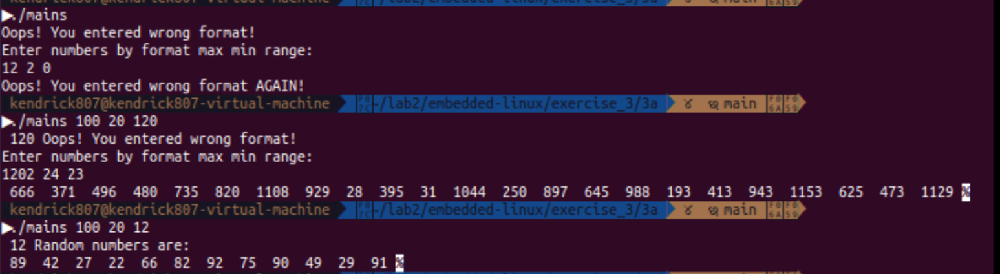 ▶./mains
Oops! You entered wrong format!
Enter numbers by format max min range:
12 2 0
Oops! You entered wrong format AGAIN!
kendrick807@kendrick807-virtual-machine ~/lab2/embedded-linux/exercise_3/3a main
▶./mains 100 20 120
120 Oops! You entered wrong format!
Enter numbers by format max min range:
1202 24 23
666 371 496 480 735 820 1108 929 28 395 31 1044 250 897 645 988 193 413 943 1153 625 473 1129 %
kendrick807@kendrick807-virtual-machine ~/lab2/embedded-linux/exercise_3/3a main
▶./mains 100 20 12
12 Random numbers are:
89 42 27 22 66 82 92 75 90 49 29 91 %